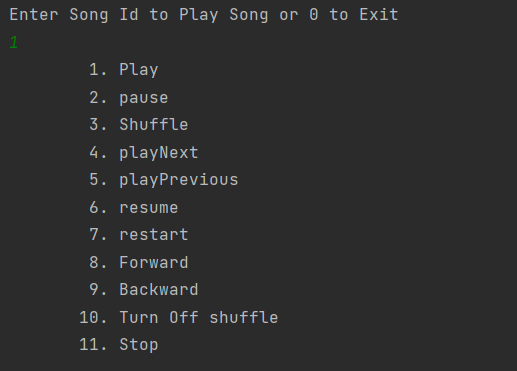 Enter Song Id to Play Song or 0 to Exit
1
1. Play
2. pause
3. Shuffle
4. playNext
5. playPrevious
6. resume
7. restart
8. Forward
9. Backward
10. Turn Off shuffle
11. Stop